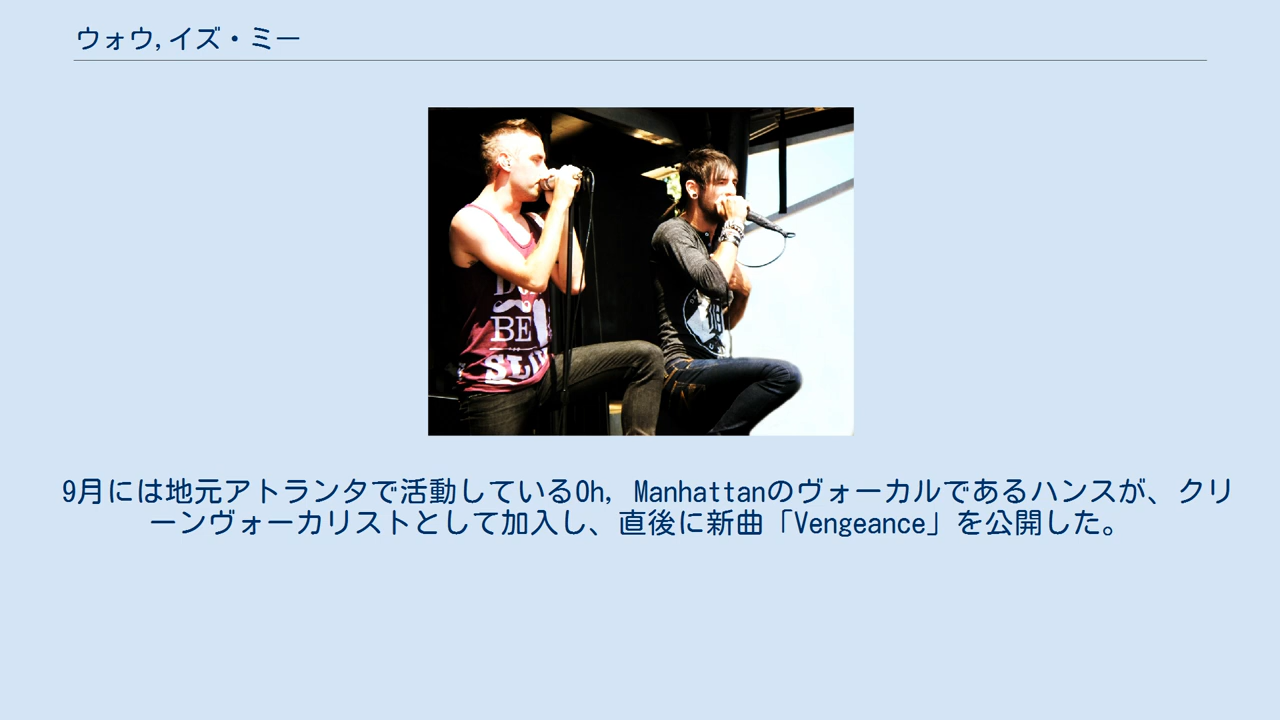 ウォウ,イズ・ミー
BE
9月には地元アトランタで活動しているOh, Manhattanのヴォーカルであるハンスが、クリ
ーンヴォーカリストとして加入し、直後に新曲「Vengeance」を公開した。